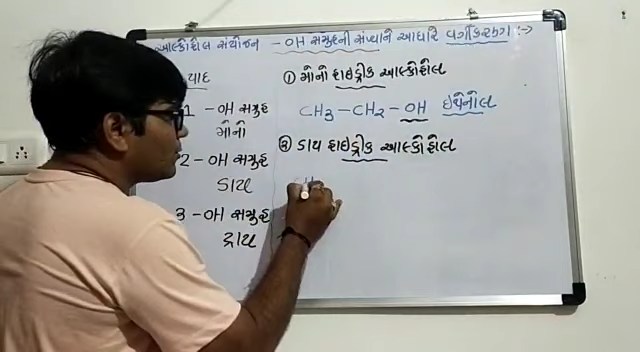 આલ્કોહોલ સંયોજન -OH સમુહની સંખ્યાને આધારે વર્ગીકરણ :->
યાદ
1 - OH સમુહ
મોનો
2 - OH સમુહ
ડાય
3 - OH સમુહ
ટ્રાય
① મોનો હાઇડ્રીક આલ્કોહોલ
CH3 - CH2 - OH ઇથેનોલ
② ડાય હાઇડ્રીક આલ્કોહોલ
CH